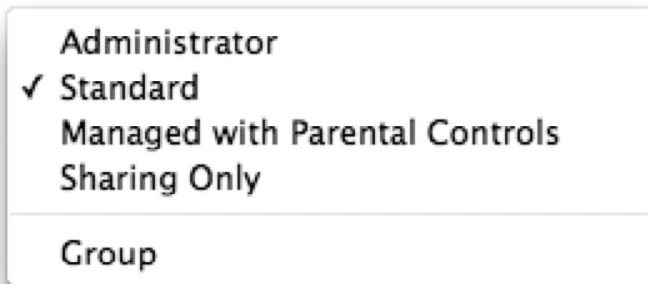 Administrator
✓ Standard
Managed with Parental Controls
Sharing Only
Group